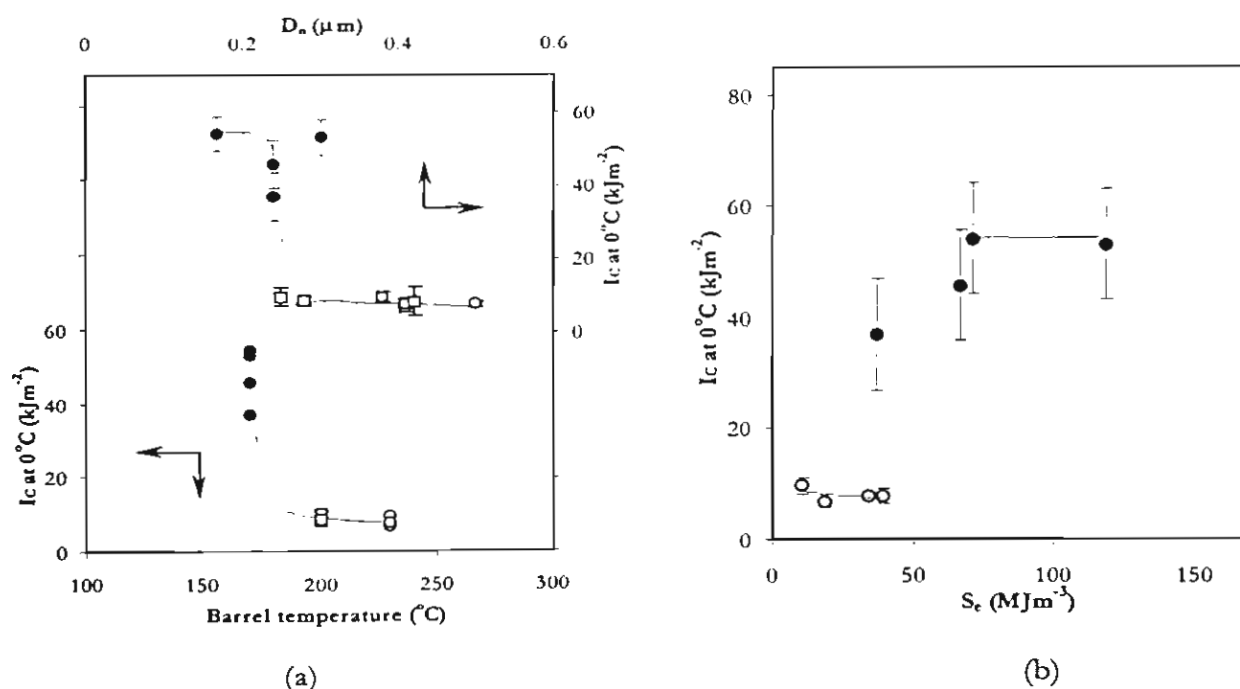 Dₙ (μm)
0 0.2 0.4 0.6
60
40
20
0
Ic at 0°C (kJm⁻²)
60
40
20
0
Ic at 0°C (kJm⁻²)
100 150 200 250 300
Barrel temperature (°C)
(a)
80
60
40
20
0
Ic at 0°C (kJm⁻²)
0 50 100 150
Sₑ (MJm⁻³)
(b)